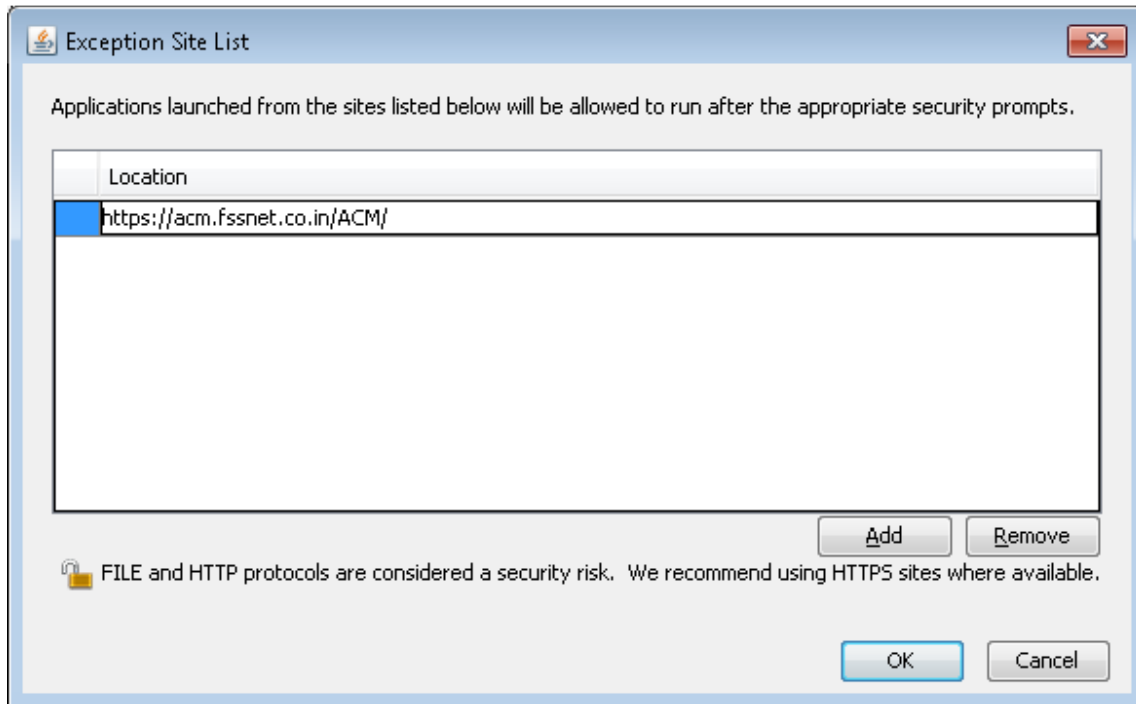 Exception Site List
Applications launched from the sites listed below will be allowed to run after the appropriate security prompts.
Location
https://acm.fssnet.co.in/ACM/
Add Remove
FILE and HTTP protocols are considered a security risk. We recommend using HTTPS sites where available.
OK Cancel